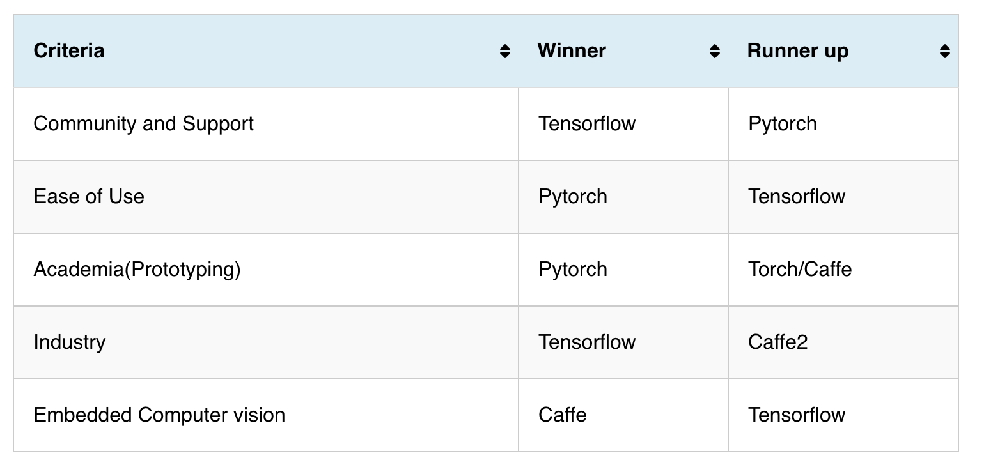 Criteria Winner Runner up
Community and Support Tensorflow Pytorch
Ease of Use Pytorch Tensorflow
Academia(Prototyping) Pytorch Torch/Caffe
Industry Tensorflow Caffe2
Embedded Computer vision Caffe Tensorflow